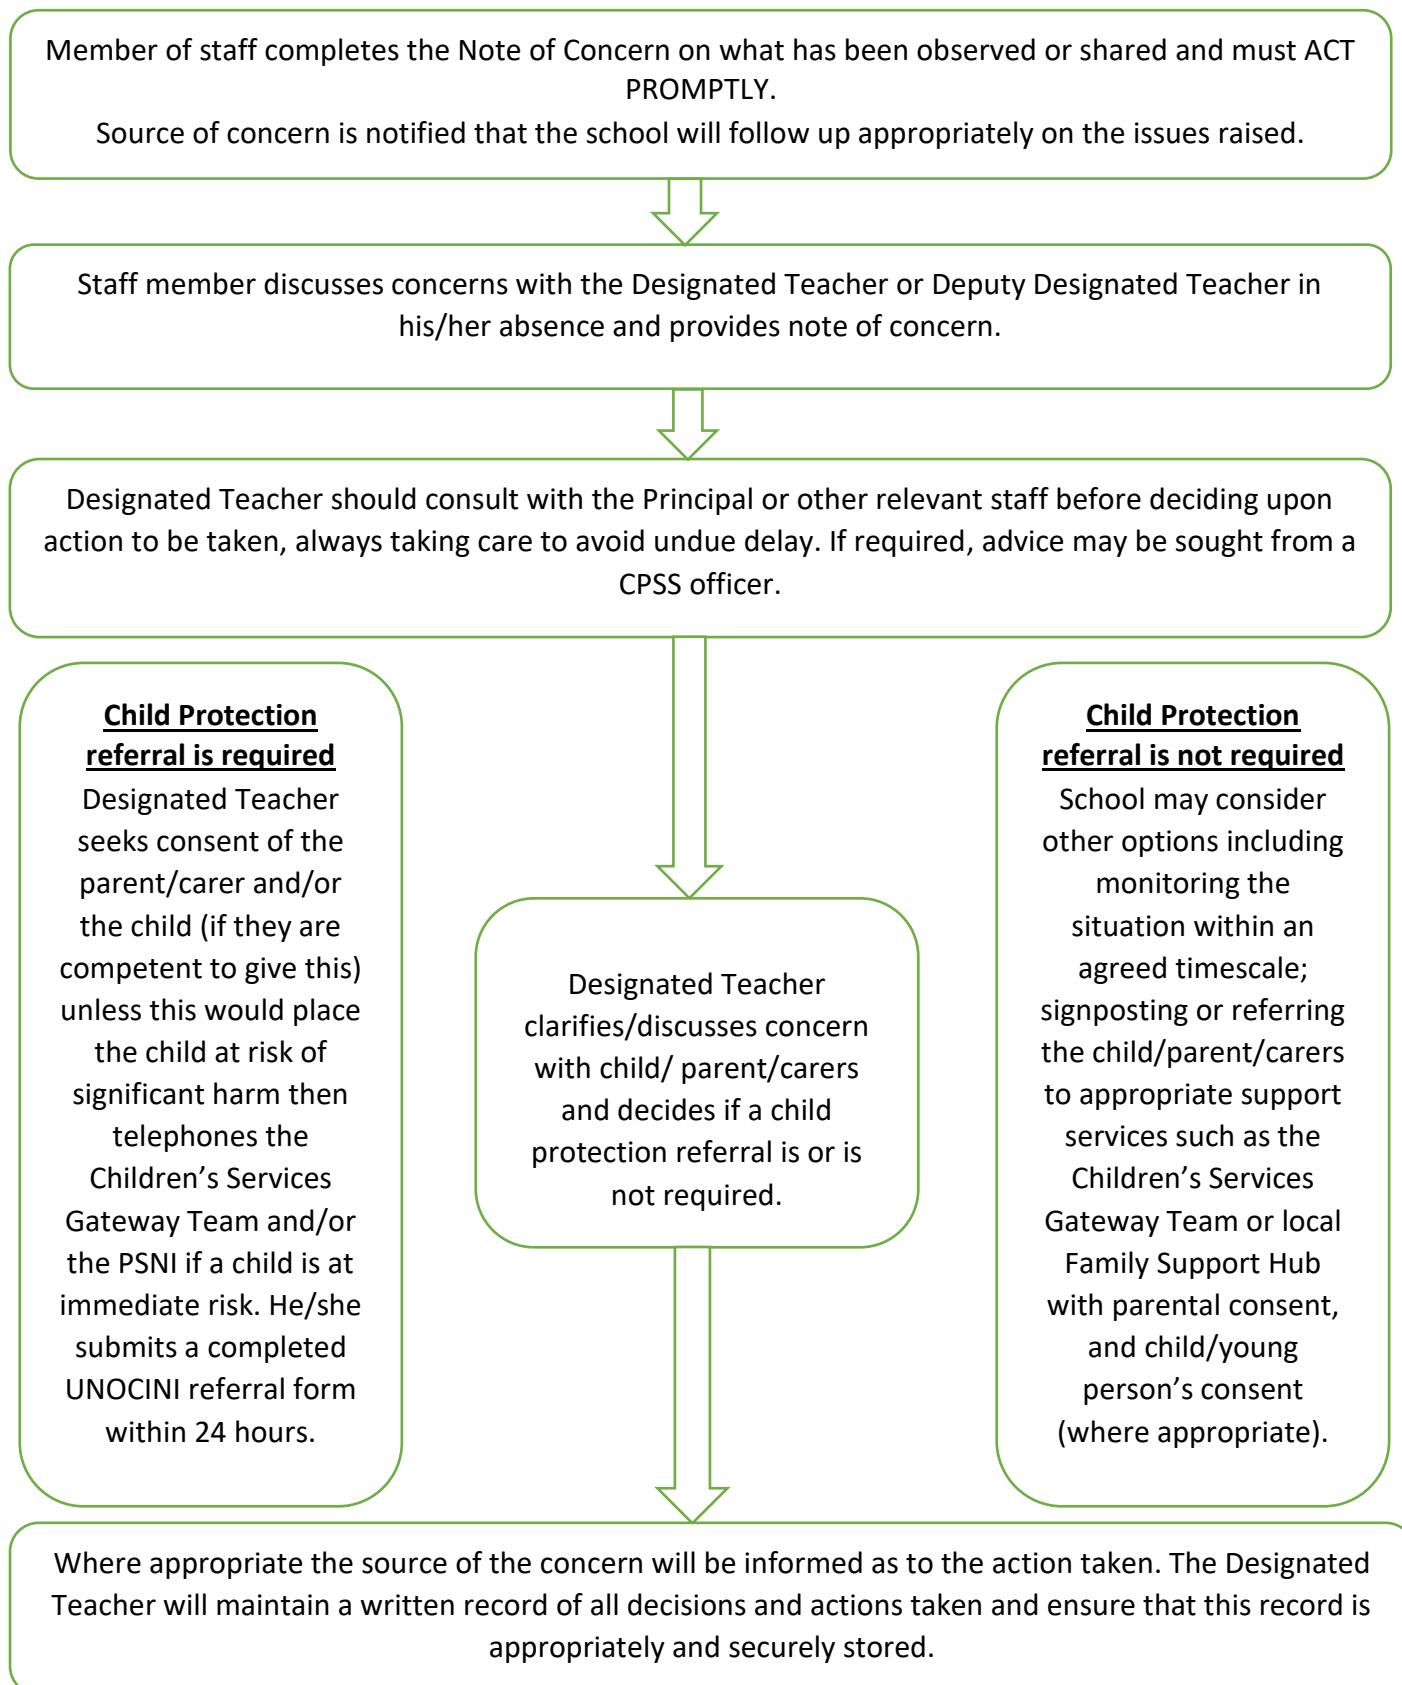 Member of staff completes the Note of Concern on what has been observed or shared and must ACT
PROMPTLY.
Source of concern is notified that the school will follow up appropriately on the issues raised.
Staff member discusses concerns with the Designated Teacher or Deputy Designated Teacher in
his/her absence and provides note of concern.
Designated Teacher should consult with the Principal or other relevant staff before deciding upon
action to be taken, always taking care to avoid undue delay. If required, advice may be sought from a
CPSS officer.
Child Protection
referral is required
Designated Teacher
seeks consent of the
parent/carer and/or
the child (if they are
competent to give this)
unless this would place
the child at risk of
significant harm then
telephones the
Children’s Services
Gateway Team and/or
the PSNI if a child is at
immediate risk. He/she
submits a completed
UNOCINI referral form
within 24 hours.
Designated Teacher
clarifies/discusses concern
with child/ parent/carers
and decides if a child
protection referral is or is
not required.
Child Protection
referral is not required
School may consider
other options including
monitoring the
situation within an
agreed timescale;
signposting or referring
the child/parent/carers
to appropriate support
services such as the
Children’s Services
Gateway Team or local
Family Support Hub
with parental consent,
and child/young
person’s consent
(where appropriate).
Where appropriate the source of the concern will be informed as to the action taken. The Designated
Teacher will maintain a written record of all decisions and actions taken and ensure that this record is
appropriately and securely stored.